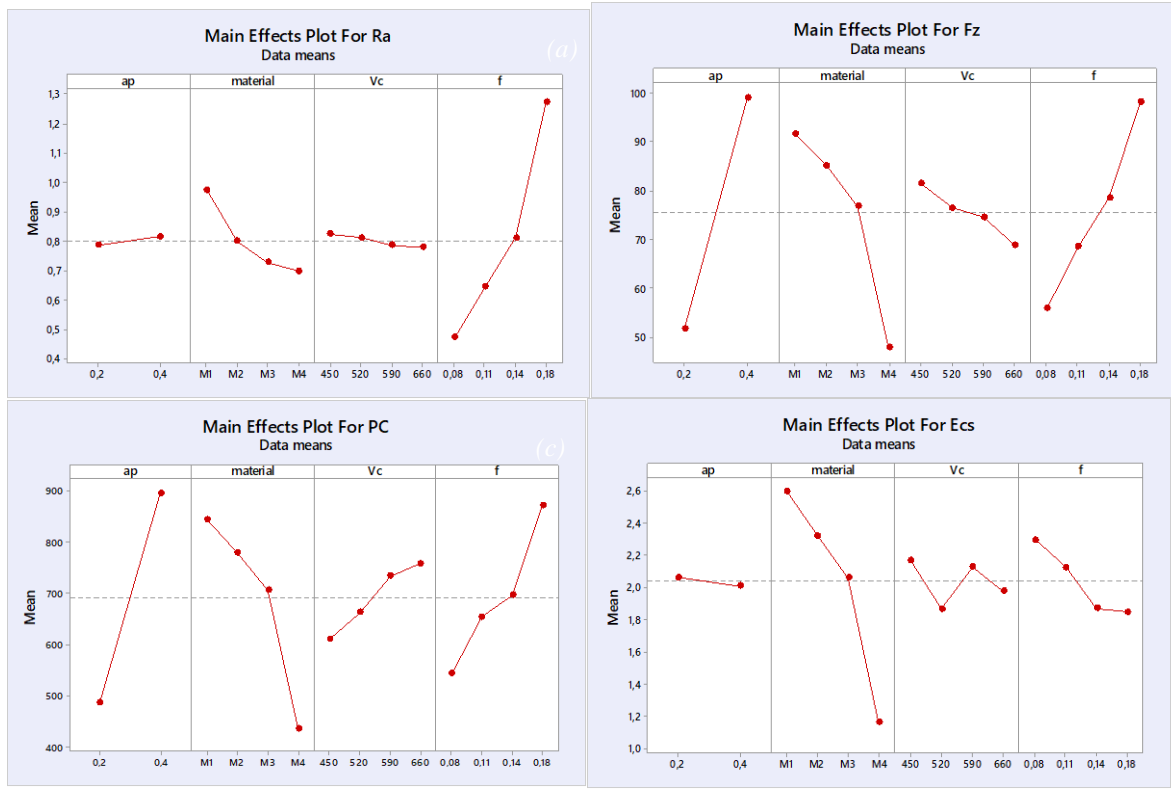 Main Effects Plot For Ra
Data means
(a)
ap material Vc f
1,3
1,2
1,1
1,0
0,9
0,8
0,7
0,6
0,5
0,4
Mean
0,2 0,4 M1 M2 M3 M4 450 520 590 660 0,08 0,11 0,14 0,18
Main Effects Plot For Fz
Data means
ap material Vc f
100
90
80
70
60
50
Mean
0,2 0,4 M1 M2 M3 M4 450 520 590 660 0,08 0,11 0,14 0,18
Main Effects Plot For PC
Data means
(c)
ap material Vc f
900
800
700
600
500
400
Mean
0,2 0,4 M1 M2 M3 M4 450 520 590 660 0,08 0,11 0,14 0,18
Main Effects Plot For Ecs
Data means
ap material Vc f
2,6
2,4
2,2
2,0
1,8
1,6
1,4
1,2
1,0
Mean
0,2 0,4 M1 M2 M3 M4 450 520 590 660 0,08 0,11 0,14 0,18